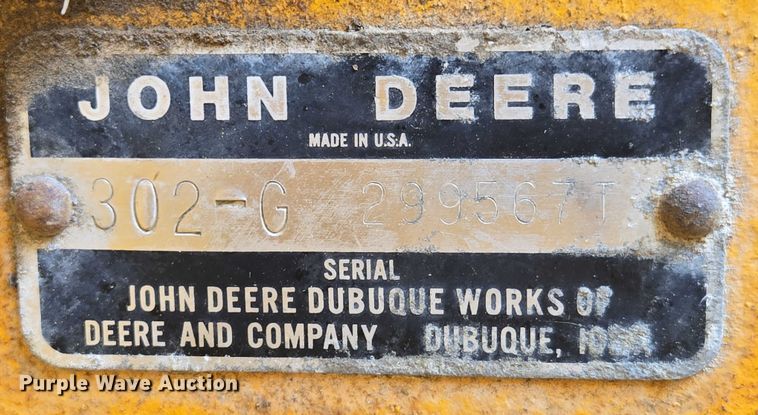 JOHN DEERE
MADE IN U.S.A.
302-G 299567T
SERIAL
JOHN DEERE DUBUQUE WORKS OF
DEERE AND COMPANY DUBUQUE, IOWA
Purple Wave Auction